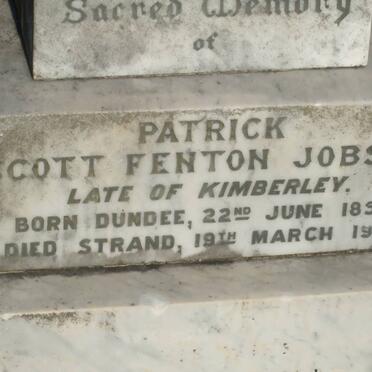 Sacred Memory
of
PATRICK
COTT FENTON JOBS
LATE OF KIMBERLEY.
BORN DUNDEE, 22ND JUNE 18
DIED STRAND, 19TH MARCH 19